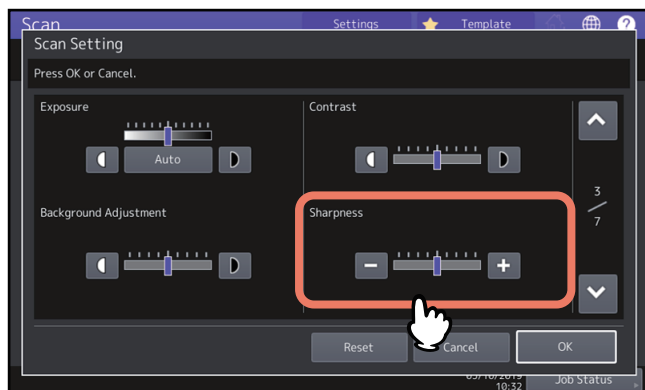 Scan
Settings
Template
?
Scan Setting
Press OK or Cancel.
Exposure
Auto
Contrast
3
/
7
Background Adjustment
Sharpness
−
+
Reset
Cancel
OK
10:32
Job Status